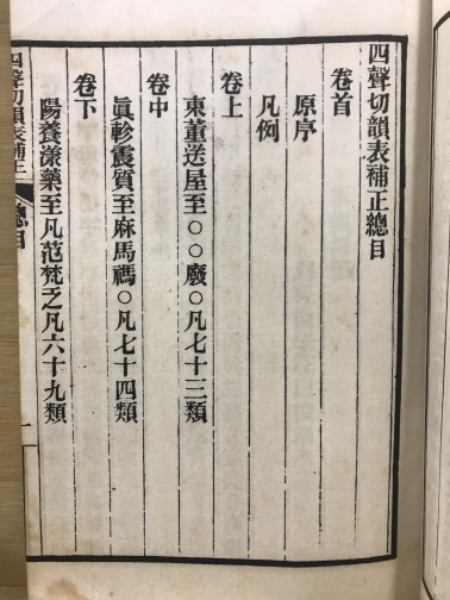 四聲切韻表補正總目
卷首
原序
凡例
卷上
東董送屋至○○廢○凡七十三類
卷中
眞軫震質至麻馬禡○凡七十四類
卷下
陽養漾藥至凡范梵乏凡六十九類
四聲切韻表補正
總目
一